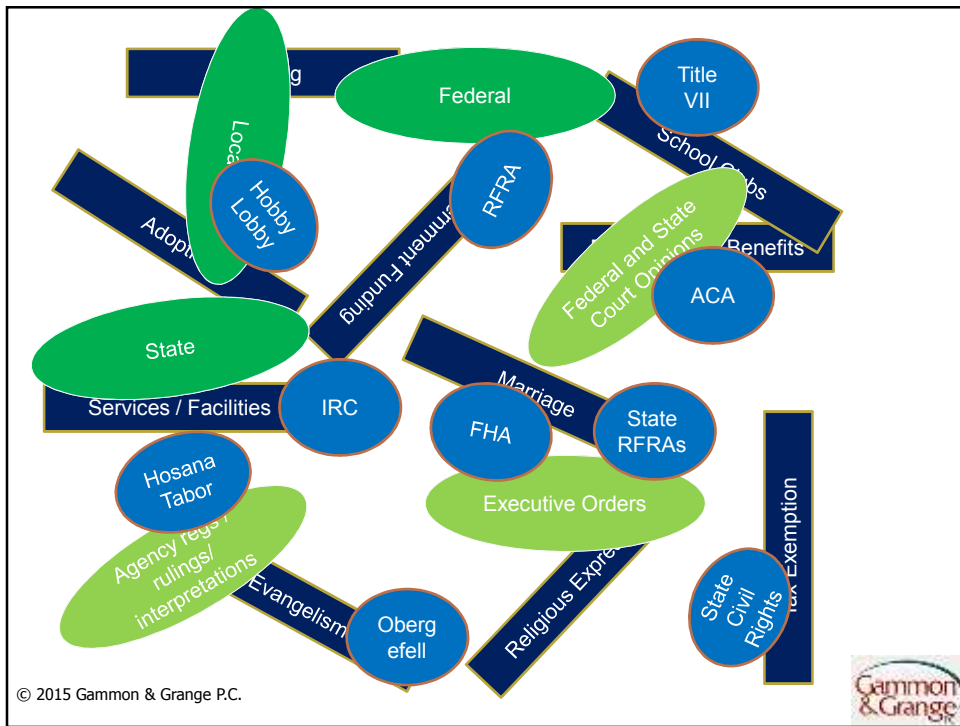 g
Federal
Title
VII
Loca
School Clubs
Hobby
Lobby
RFRA
Adopti
nment Funding
Federal and State
Court Opinions
Benefits
ACA
State
Services / Facilities
IRC
Marriage
FHA
State
RFRAs
Hosana
Tabor
Executive Orders
Agency regs /
rulings/
interpretations
Evangelism
Oberg
efell
Religious Expre
State
Civil
Rights
Tax Exemption
© 2015 Gammon & Grange P.C.
Gammon
& Grange